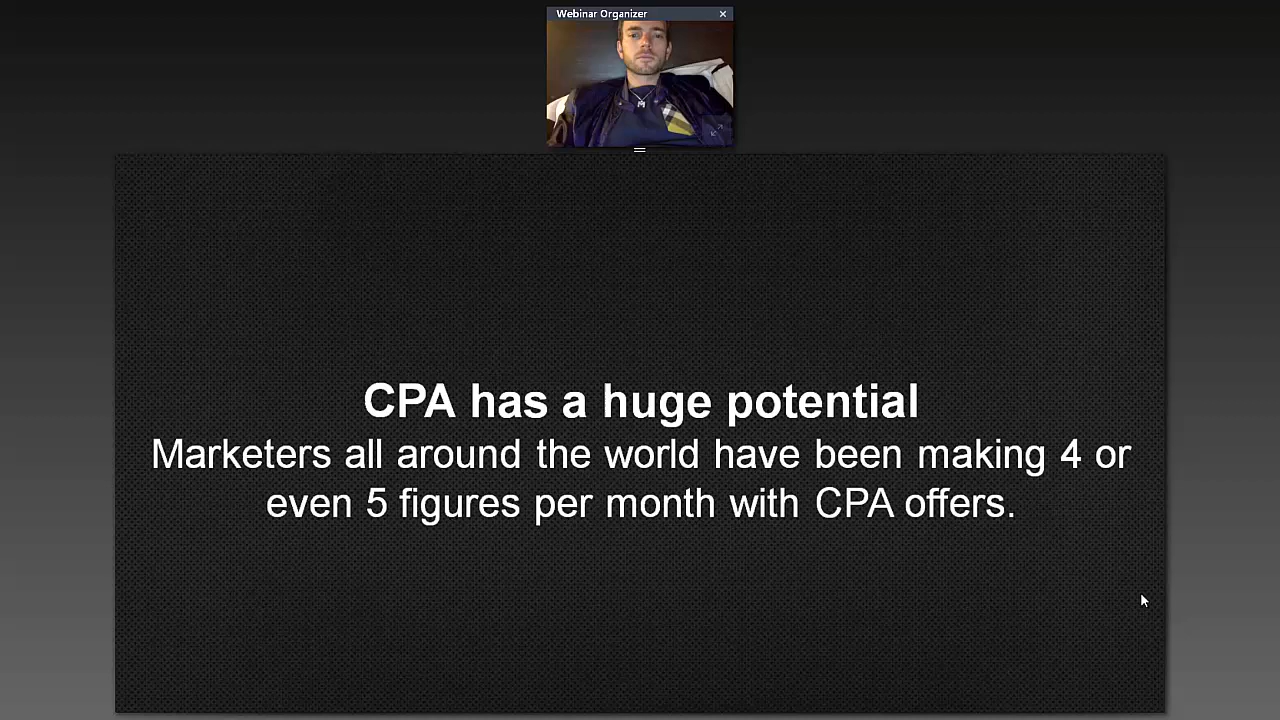 Webinar Organizer
CPA has a huge potential
Marketers all around the world have been making 4 or
even 5 figures per month with CPA offers.